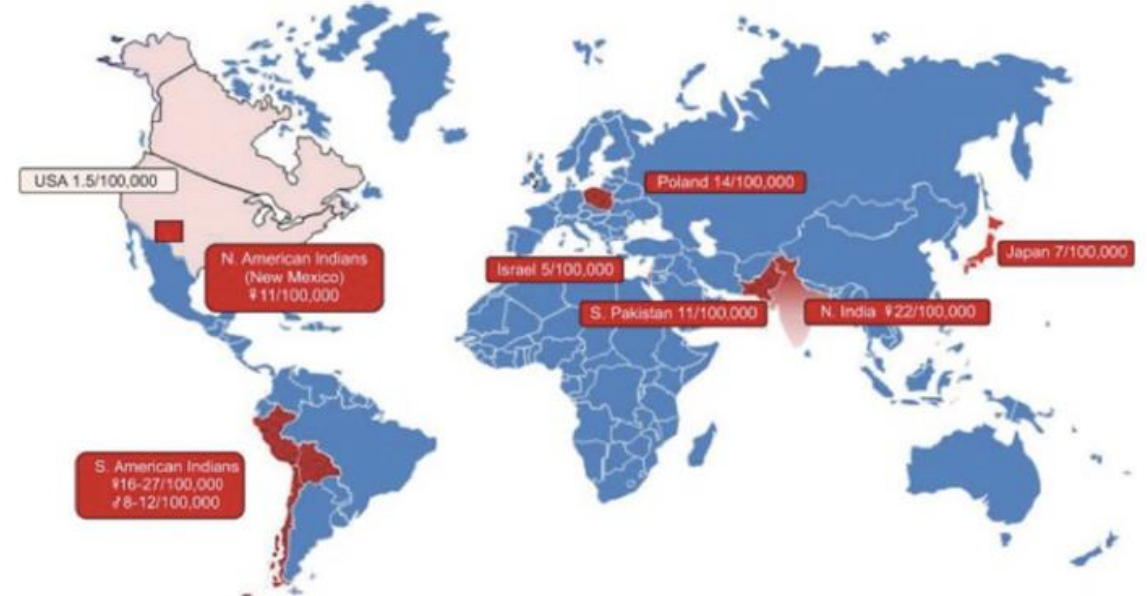 USA 1.5/100,000
Poland 14/100,000
N. American Indians
(New Mexico)
♀11/100,000
Israel 5/100,000
Japan 7/100,000
S. Pakistan 11/100,000
N. India ♀22/100,000
S. American Indians
♀16-27/100,000
♂8-12/100,000